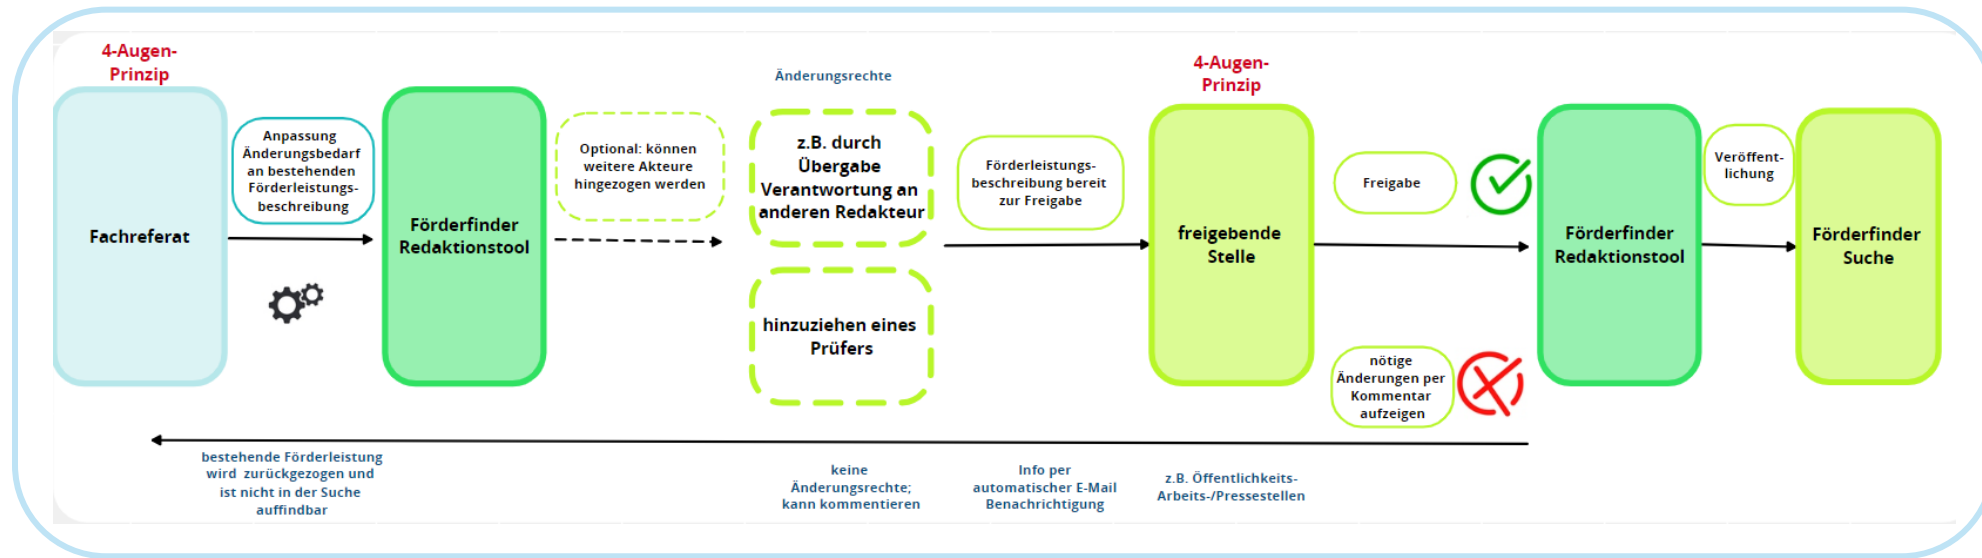 4-Augen-
Prinzip
Fachreferat
Anpassung
Änderungsbedarf
an bestehenden
Förderleistungs-
beschreibung
Förderfinder
Redaktionstool
Optional: können
weitere Akteure
hingezogen werden
Änderungsrechte
z.B. durch
Übergabe
Verantwortung an
anderen Redakteur
hinzuziehen eines
Prüfers
Förderleistungs-
beschreibung bereit
zur Freigabe
4-Augen-
Prinzip
freigebende
Stelle
Freigabe
nötige
Änderungen per
Kommentar
aufzeigen
Förderfinder
Redaktionstool
Veröffent-
lichung
Förderfinder
Suche
bestehende Förderleistung
wird zurückgezogen und
ist nicht in der Suche
auffindbar
keine
Änderungsrechte;
kann kommentieren
Info per
automatischer E-Mail
Benachrichtigung
z.B. Öffentlichkeits-
Arbeits-/Pressestellen